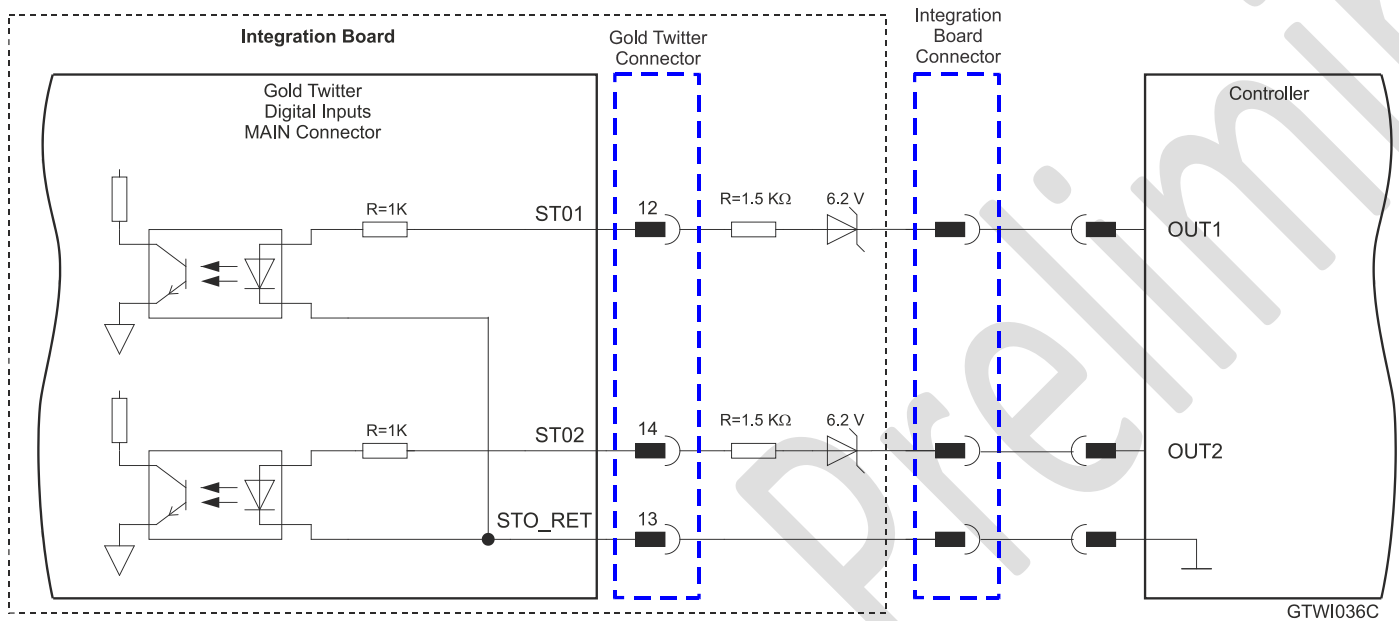 Integration Board
Gold Twitter
Connector
Integration
Board
Connector
Gold Twitter
Digital Inputs
MAIN Connector
Controller
R=1K
ST01
12
R=1.5 KΩ
6.2 V
OUT1
R=1K
ST02
14
R=1.5 KΩ
6.2 V
OUT2
STO_RET
13
GTWI036C
Prelimin